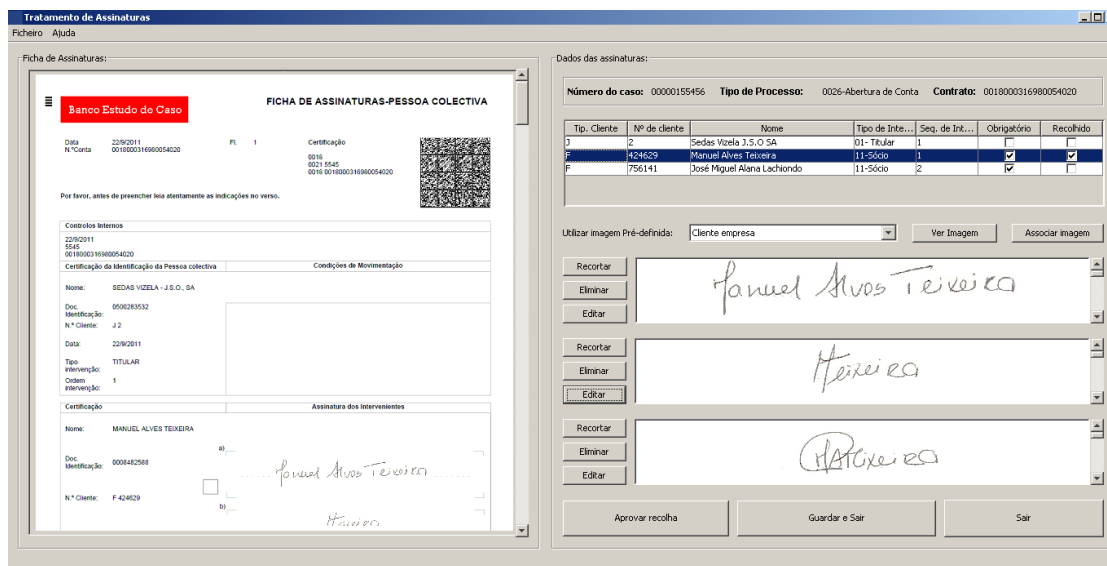 Tratamento de Assinaturas
Ficheiro Ajuda
Ficha de Assinaturas:
Banco Estudo de Caso
FICHA DE ASSINATURAS-PESSOA COLECTIVA
Data 22/9/2011 Fl. 1 Certificação
N.ºConta 0018000316980054020
0018
0021 5545
0018 0018000316980054020
Por favor, antes de preencher leia atentamente as indicações no verso.
Controlos Internos
22/9/2011
5545
0018000316980054020
Certificação da Identificação da Pessoa colectiva Condições de Movimentação
Nome: SEDAS VIZELA - J.S.O., SA
Doc. Identificação: 0500283532
N.º Cliente: J 2
Data: 22/9/2011
Tipo intervenção: TITULAR
Ordem intervenção: 1
Certificação Assinatura dos Intervenientes
Nome: MANUEL ALVES TEIXEIRA
a)
Doc. Identificação: 0008482588
Manuel Alves Teixeira
N.º Cliente: F 424629
b)
Dados das assinaturas:
Número do caso: 00000155456 Tipo de Processo: 0026-Abertura de Conta Contrato: 0018000316980054020
Tip. Cliente Nº de cliente Nome Tipo de Inte... Seq. de Int... Obrigatório Recolhido
J 2 Sedas Vizela J.S.O SA 01- Titular 1
F 424629 Manuel Alves Teixeira 11-Sócio 1
F 756141 José Miguel Alana Lachiondo 11-Sócio 2
Utilizar imagem Pré-definida: Cliente empresa Ver Imagem Associar imagem
Recortar
Eliminar
Editar
Manuel Alves Teixeira
Recortar
Eliminar
Editar
MTeixeira
Recortar
Eliminar
Editar
MATeixeira
Aprovar recolha Guardar e Sair Sair